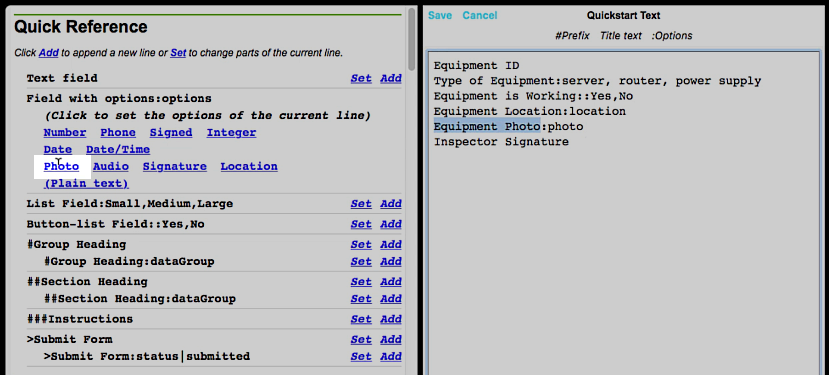 Quick Reference
Click Add to append a new line or Set to change parts of the current line.
Text field Set Add
Field with options:options
(Click to set the options of the current line)
Number Phone Signed Integer
Date Date/Time
Photo Audio Signature Location
(Plain text)
List Field:Small,Medium,Large Set Add
Button-list Field::Yes,No Set Add
#Group Heading Set Add
#Group Heading:dataGroup Set Add
##Section Heading Set Add
##Section Heading:dataGroup Set Add
###Instructions Set Add
>Submit Form Set Add
>Submit Form:status|submitted Set Add
Save Cancel Quickstart Text
#Prefix Title text :Options
Equipment ID
Type of Equipment:server, router, power supply
Equipment is Working::Yes,No
Equipment Location:location
Equipment Photo:photo
Inspector Signature